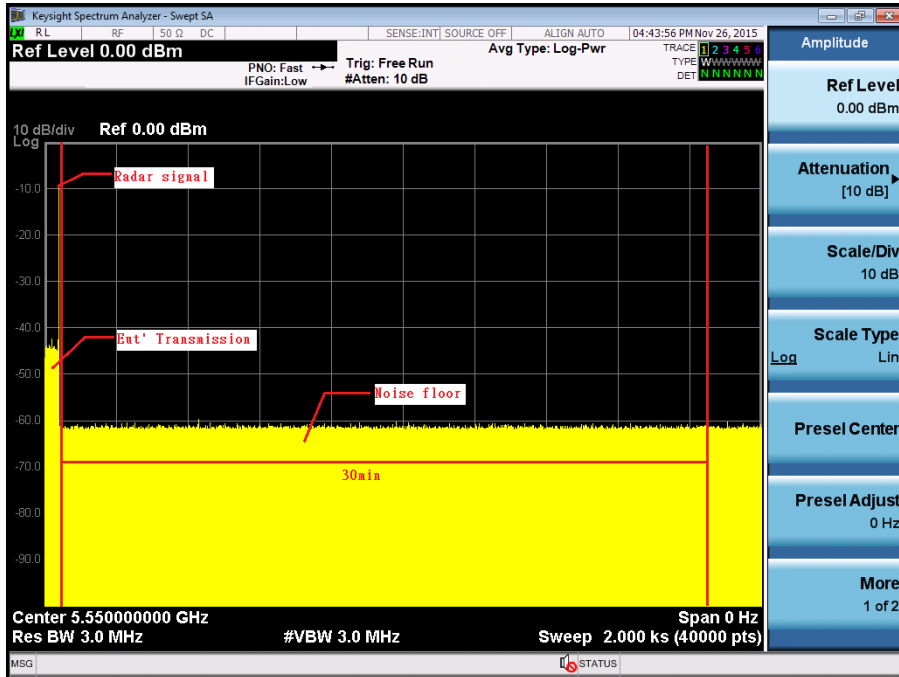 Keysight Spectrum Analyzer - Swept SA
LXI RL RF 50 Ω DC SENSE:INT SOURCE OFF ALIGN AUTO 04:43:56 PM Nov 26, 2015
Ref Level 0.00 dBm
Avg Type: Log-Pwr
TRACE 1 2 3 4 5 6
PNO: Fast
Trig: Free Run
TYPE WWWWWW
IFGain:Low
#Atten: 10 dB
DET N N N N N N
10 dB/div Ref 0.00 dBm
Log
-10.0
Radar signal
-20.0
-30.0
-40.0
Eut' Transmission
-50.0
Noise floor
-60.0
-70.0
30min
-80.0
-90.0
Center 5.550000000 GHz
Span 0 Hz
Res BW 3.0 MHz
#VBW 3.0 MHz
Sweep 2.000 ks (40000 pts)
MSG
STATUS
Amplitude
Ref Level
0.00 dBm
Attenuation
[10 dB]
Scale/Div
10 dB
Scale Type
Log Lin
Presel Center
Presel Adjust
0 Hz
More
1 of 2